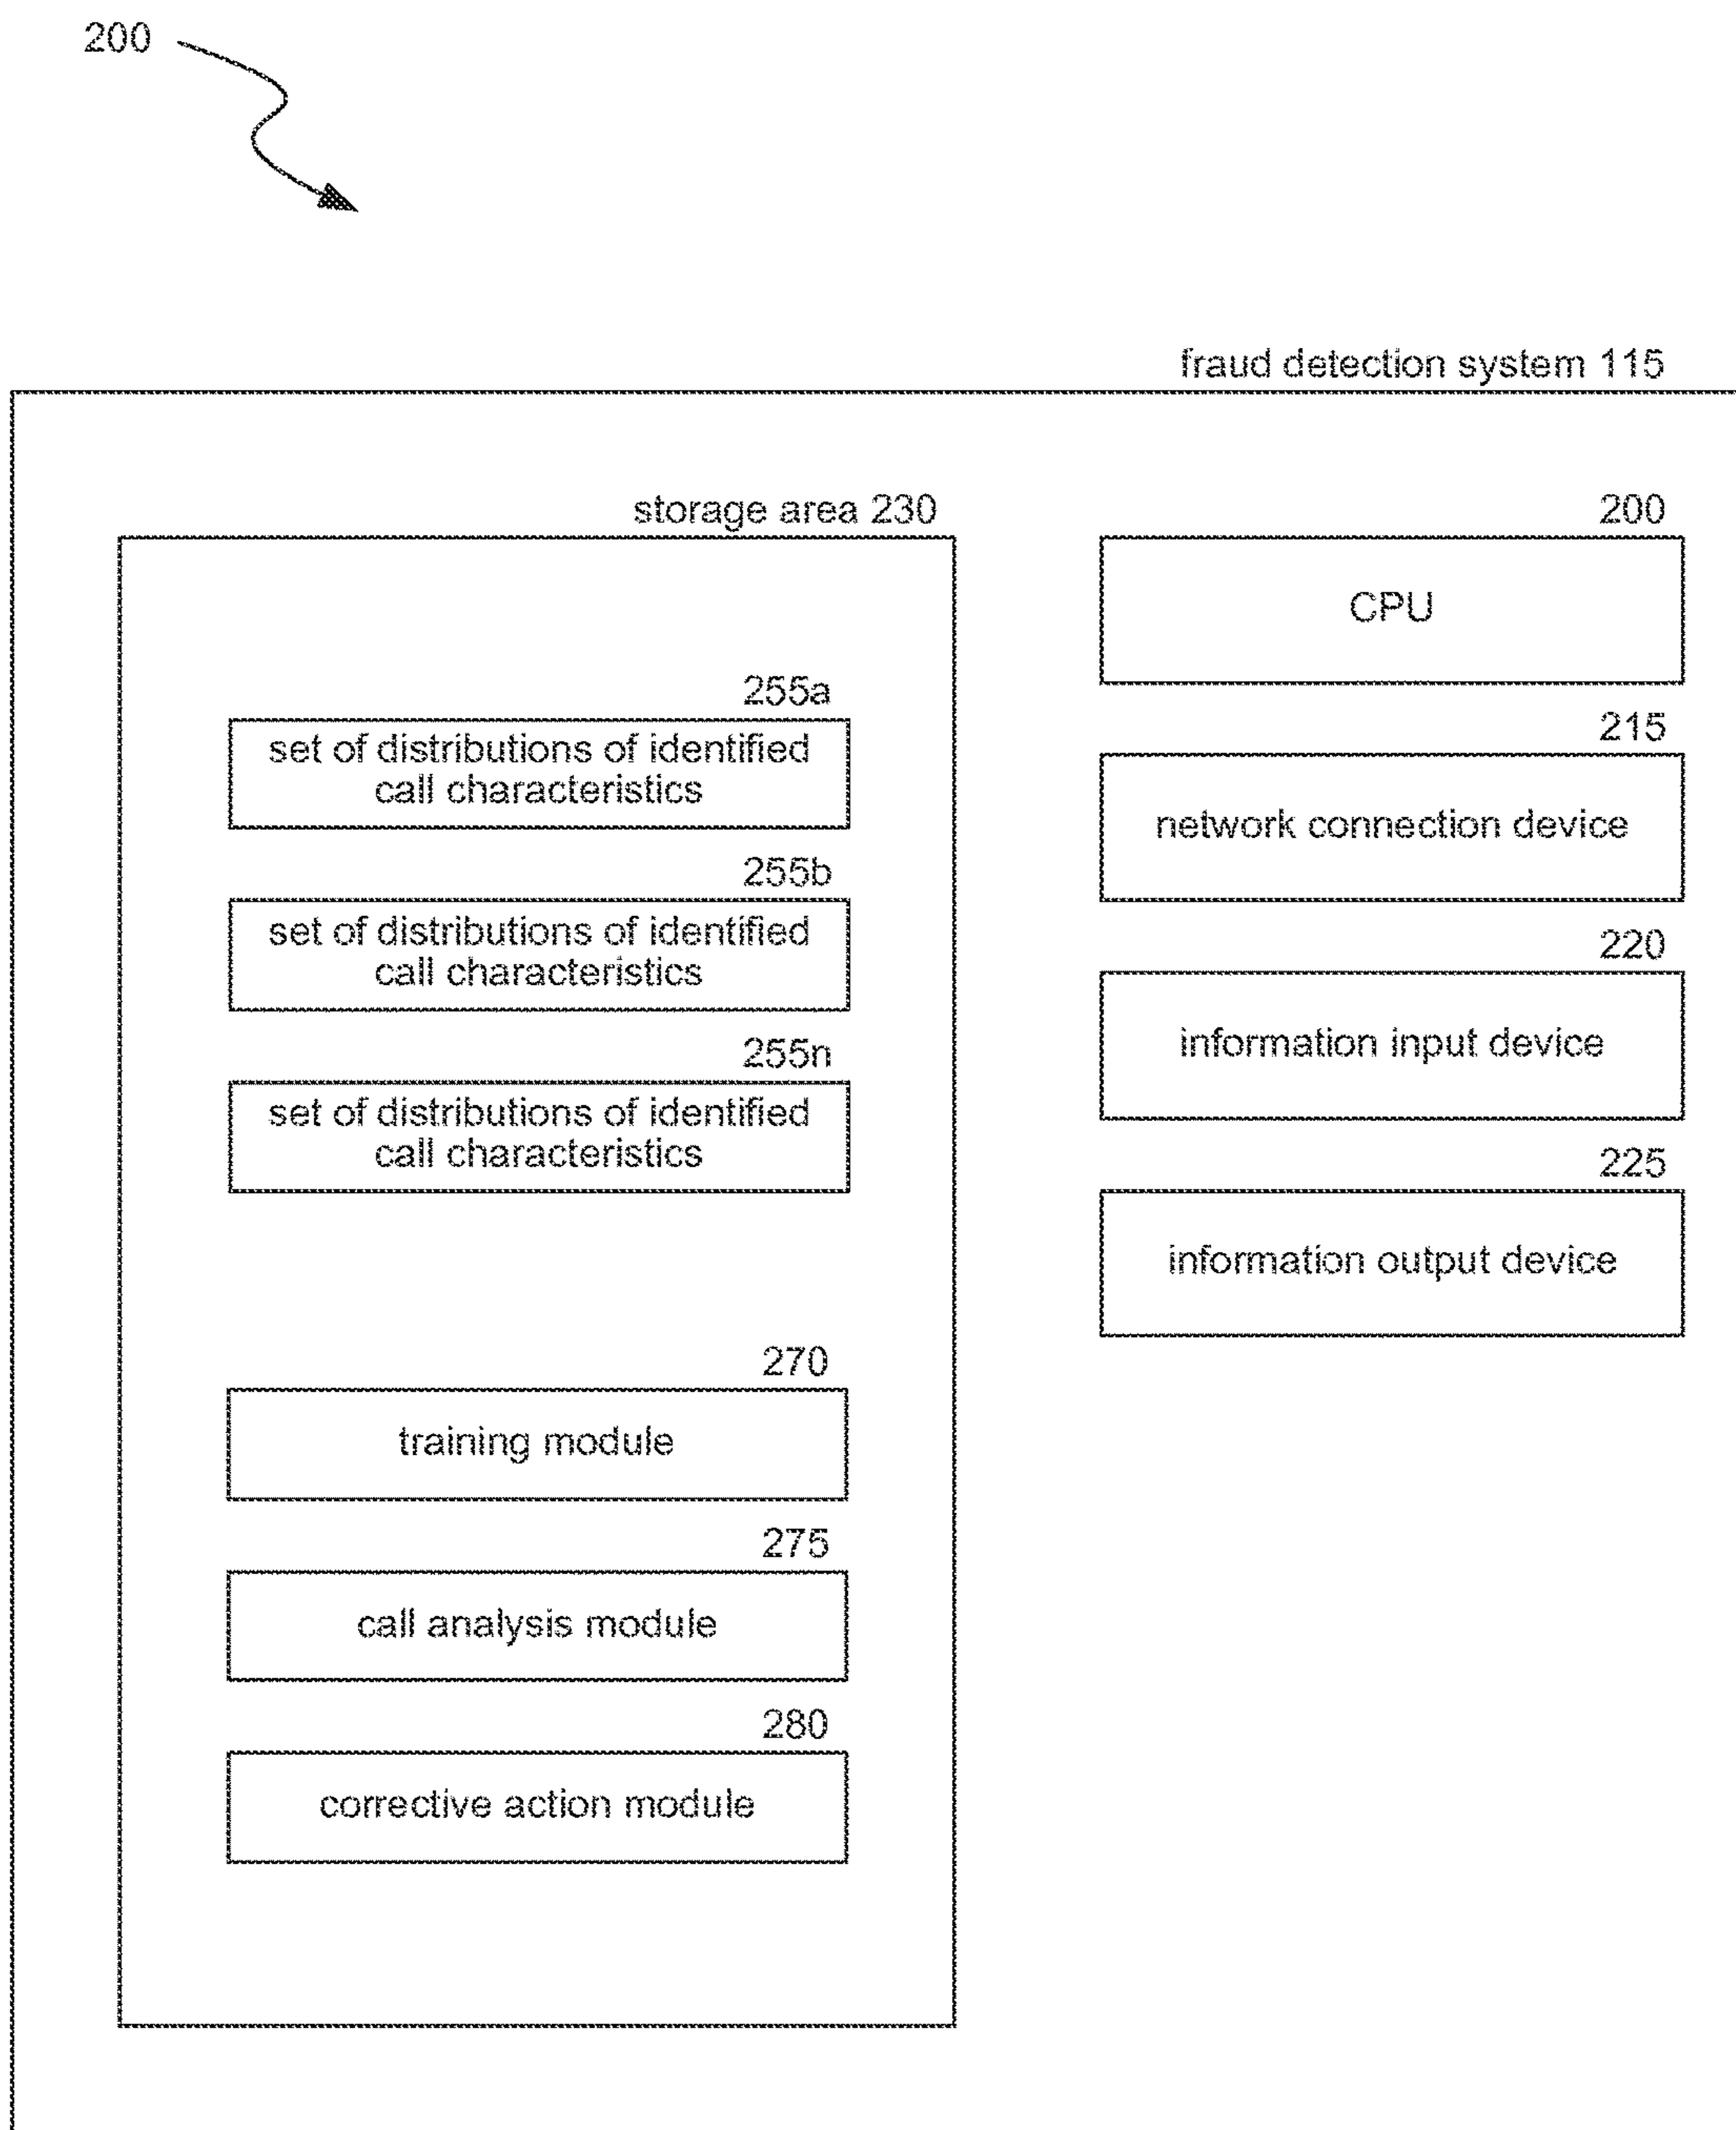 200
fraud detection system 115
storage area 230
255a
set of distributions of identified
call characteristics
255b
set of distributions of identified
call characteristics
255n
set of distributions of identified
call characteristics
270
training module
275
call analysis module
280
corrective action module
200
CPU
215
network connection device
220
information input device
225
information output device